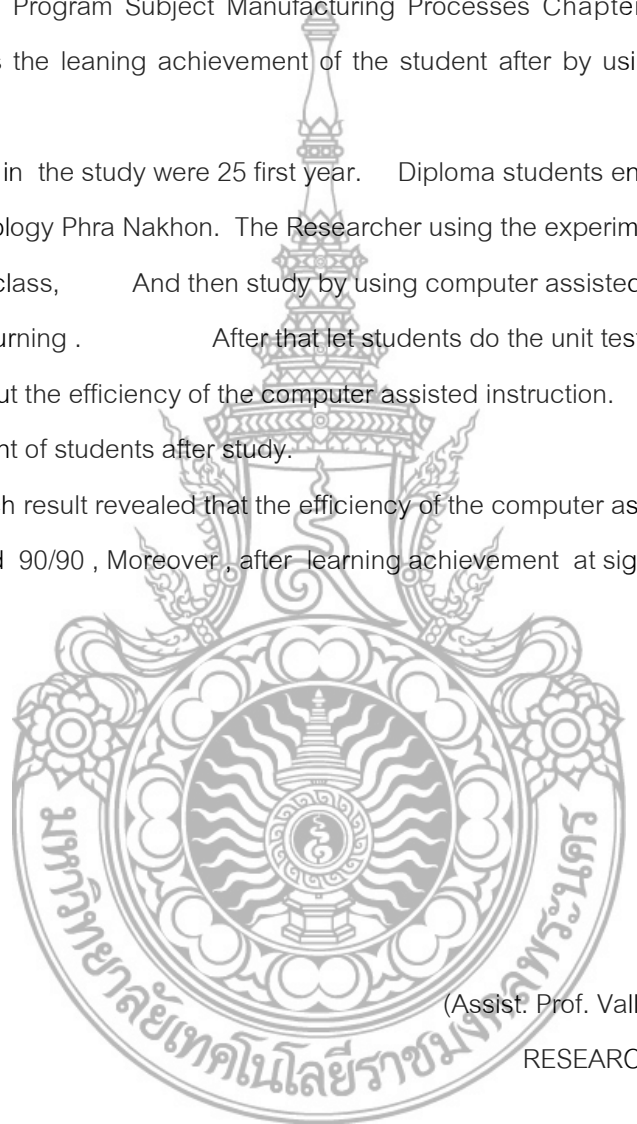 Program Subject Manufacturing Processes Chapter
the leaning achievement of the student after by usi
in the study were 25 first year. Diploma students en
ology Phra Nakhon. The Researcher using the experim
class, And then study by using computer assisted
urning . After that let students do the unit tes
ut the efficiency of the computer assisted instruction.
nt of students after study.
h result revealed that the efficiency of the computer as
90/90 , Moreover , after learning achievement at sig
มหาวิทยาลัยเทคโนโลยีราชมงคลพระนคร
(Assist. Prof. Vall
RESEARC